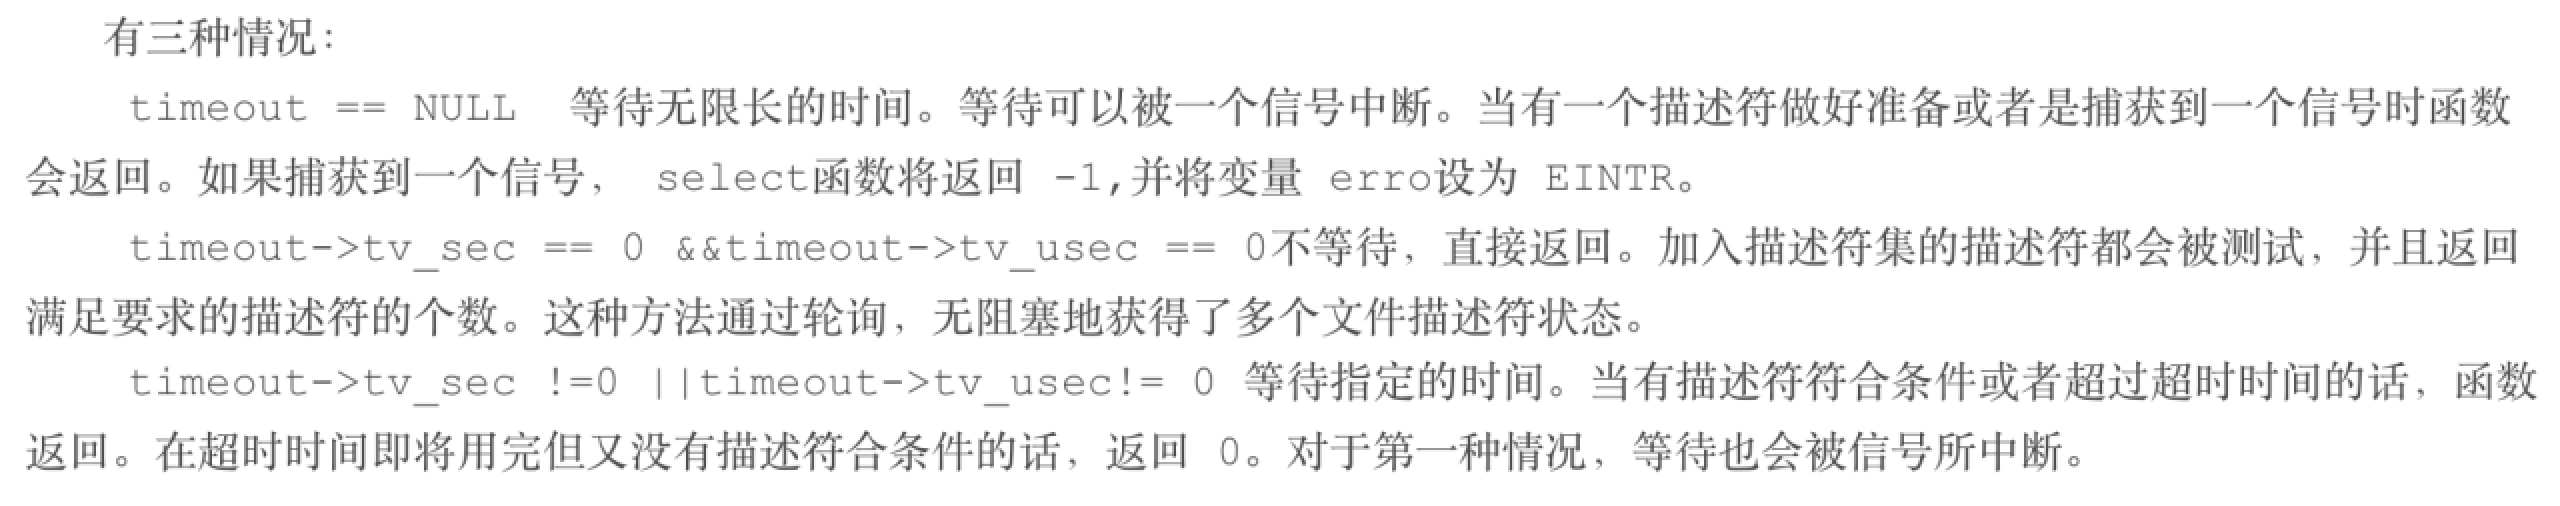 有三种情况：
timeout == NULL 等待无限长的时间。等待可以被一个信号中断。当有一个描述符做好准备或者是捕获到一个信号时函数
会返回。如果捕获到一个信号， select函数将返回 -1,并将变量 erro设为 EINTR。
timeout->tv_sec == 0 &&timeout->tv_usec == 0不等待，直接返回。加入描述符集的描述符都会被测试，并且返回
满足要求的描述符的个数。这种方法通过轮询，无阻塞地获得了多个文件描述符状态。
timeout->tv_sec !=0 ||timeout->tv_usec!= 0 等待指定的时间。当有描述符符合条件或者超过超时时间的话，函数
返回。在超时时间即将用完但又没有描述符合条件的话，返回 0。对于第一种情况，等待也会被信号所中断。